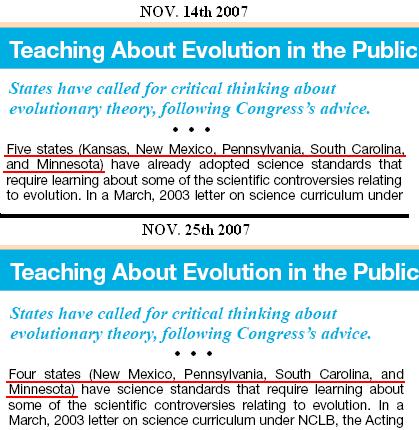 NOV. 14th 2007
Teaching About Evolution in the Public
States have called for critical thinking about
evolutionary theory, following Congress's advice.
• • •
Five states (Kansas, New Mexico, Pennsylvania, South Carolina,
and Minnesota) have already adopted science standards that
require learning about some of the scientific controversies relating
to evolution. In a March, 2003 letter on science curriculum under
NOV. 25th 2007
Teaching About Evolution in the Public
States have called for critical thinking about
evolutionary theory, following Congress's advice.
• • •
Four states (New Mexico, Pennsylvania, South Carolina, and
Minnesota) have science standards that require learning about
some of the scientific controversies relating to evolution. In a
March, 2003 letter on science curriculum under NCLB, the Acting